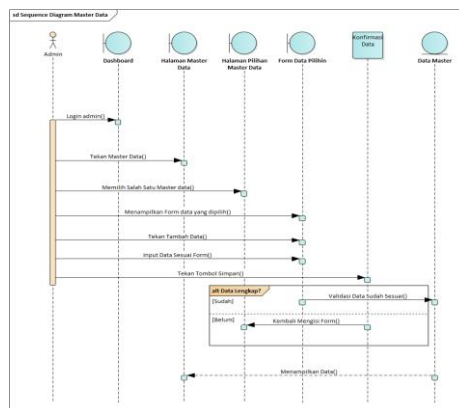 sd Sequence Diagram Master Data
Admin
Dashboard
Halaman Master
Data
Halaman Pilihan
Master Data
Form Data Pilihin
Konfirmasi
Data
Data Master
Login admin()
Tekan Master Data()
Memilih Salah Satu Master data()
Menampilkan Form data yang dipilih()
Tekan Tambah Data()
Input Data Sesuai Form()
Tekan Tombol Simpan()
alt Data Lengkap?
[Sudah]
Validasi Data Sudah Sesuai()
[Belum]
Kembali Mengisi Form()
Menampilkan Data()